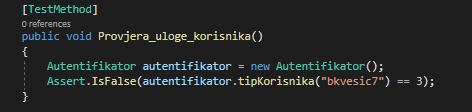 [TestMethod]
0 references
public void Provjera_uloge_korisnika()
{
Autentifikator autentifikator = new Autentifikator();
Assert.IsFalse(autentifikator.tipKorisnika("bkvesic7") == 3);
}